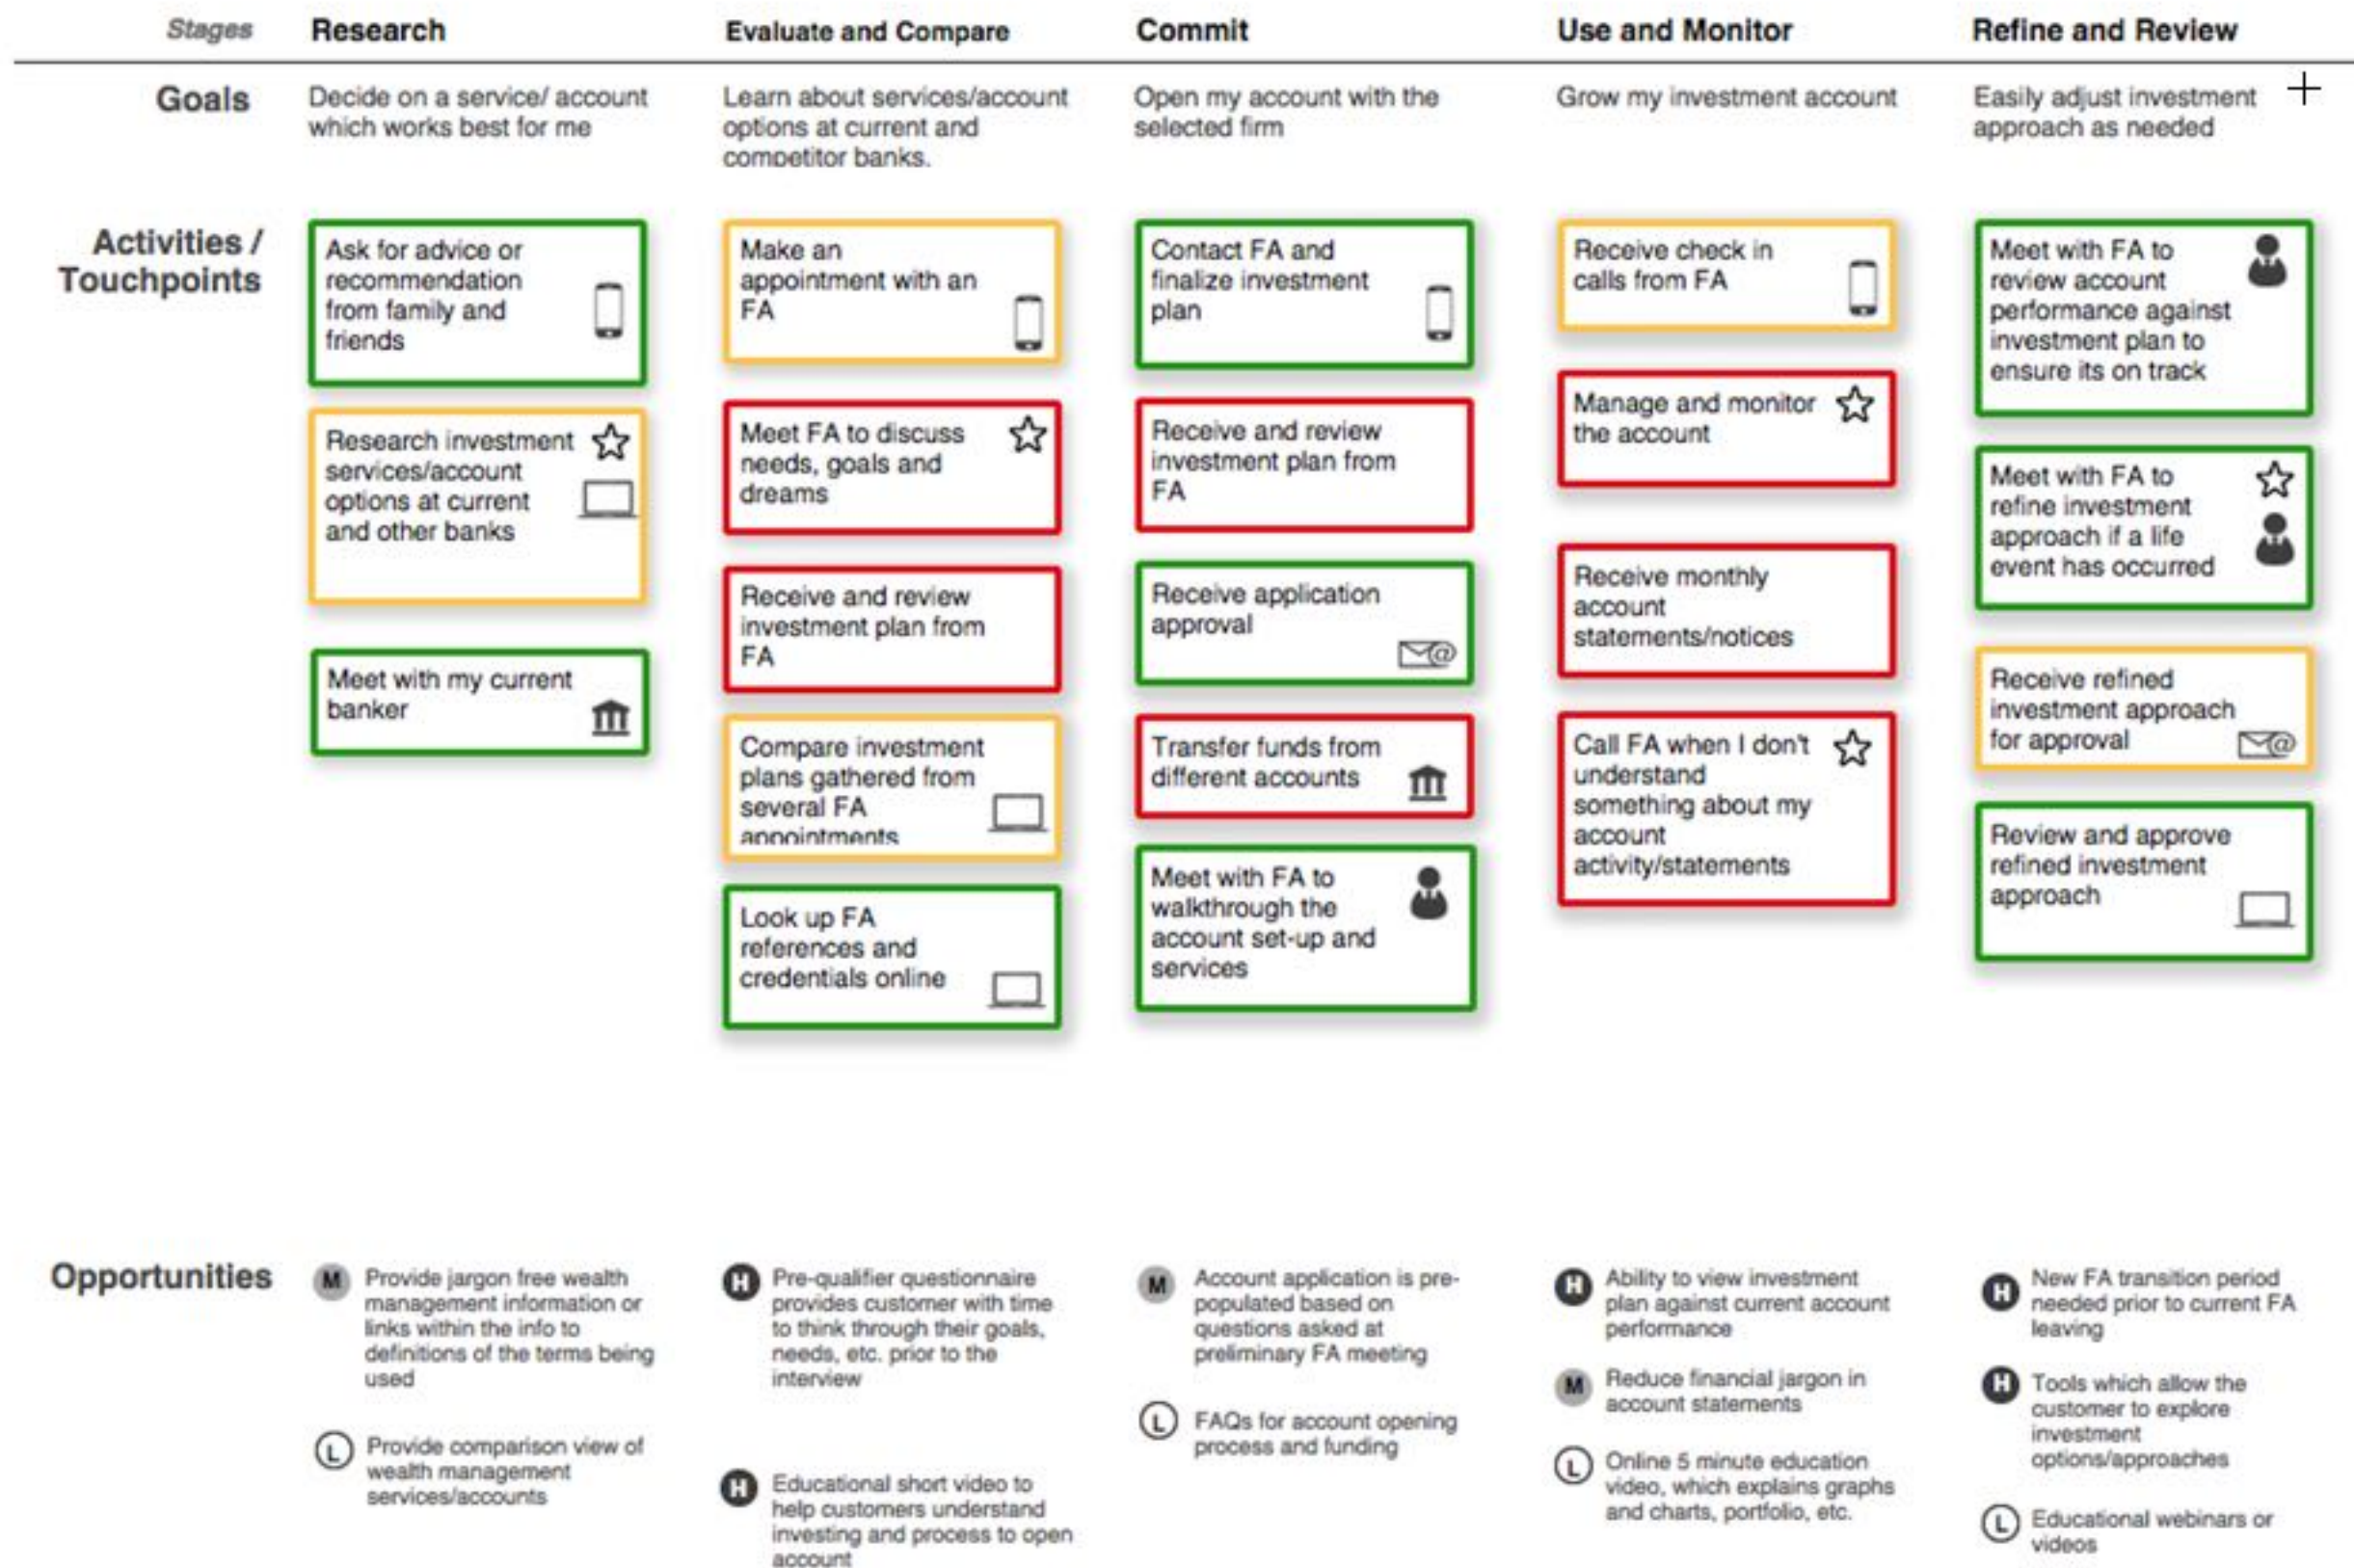 Stages Research Evaluate and Compare Commit Use and Monitor Refine and Review
Goals
Decide on a service/ account
which works best for me
Learn about services/account
options at current and
competitor banks.
Open my account with the
selected firm
Grow my investment account
Easily adjust investment
approach as needed
Activities /
Touchpoints
Ask for advice or
recommendation
from family and
friends
Research investment
services/account
options at current
and other banks
Meet with my current
banker
Make an
appointment with an
FA
Meet FA to discuss
needs, goals and
dreams
Receive and review
investment plan from
FA
Compare investment
plans gathered from
several FA
appointments
Look up FA
references and
credentials online
Contact FA and
finalize investment
plan
Receive and review
investment plan from
FA
Receive application
approval
@
Transfer funds from
different accounts
Meet with FA to
walkthrough the
account set-up and
services
Receive check in
calls from FA
Manage and monitor
the account
Receive monthly
account
statements/notices
Call FA when I don't
understand
something about my
account
activity/statements
Meet with FA to
review account
performance against
investment plan to
ensure its on track
Meet with FA to
refine investment
approach if a life
event has occurred
Receive refined
investment approach
for approval
@
Review and approve
refined investment
approach
Opportunities
M Provide jargon free wealth
management information or
links within the info to
definitions of the terms being
used
L Provide comparison view of
wealth management
services/accounts
H Pre-qualifier questionnaire
provides customer with time
to think through their goals,
needs, etc. prior to the
interview
H Educational short video to
help customers understand
investing and process to open
account
M Account application is pre-
populated based on
questions asked at
preliminary FA meeting
L FAQs for account opening
process and funding
H Ability to view investment
plan against current account
performance
M Reduce financial jargon in
account statements
L Online 5 minute education
video, which explains graphs
and charts, portfolio, etc.
H New FA transition period
needed prior to current FA
leaving
H Tools which allow the
customer to explore
investment
options/approaches
L Educational webinars or
videos